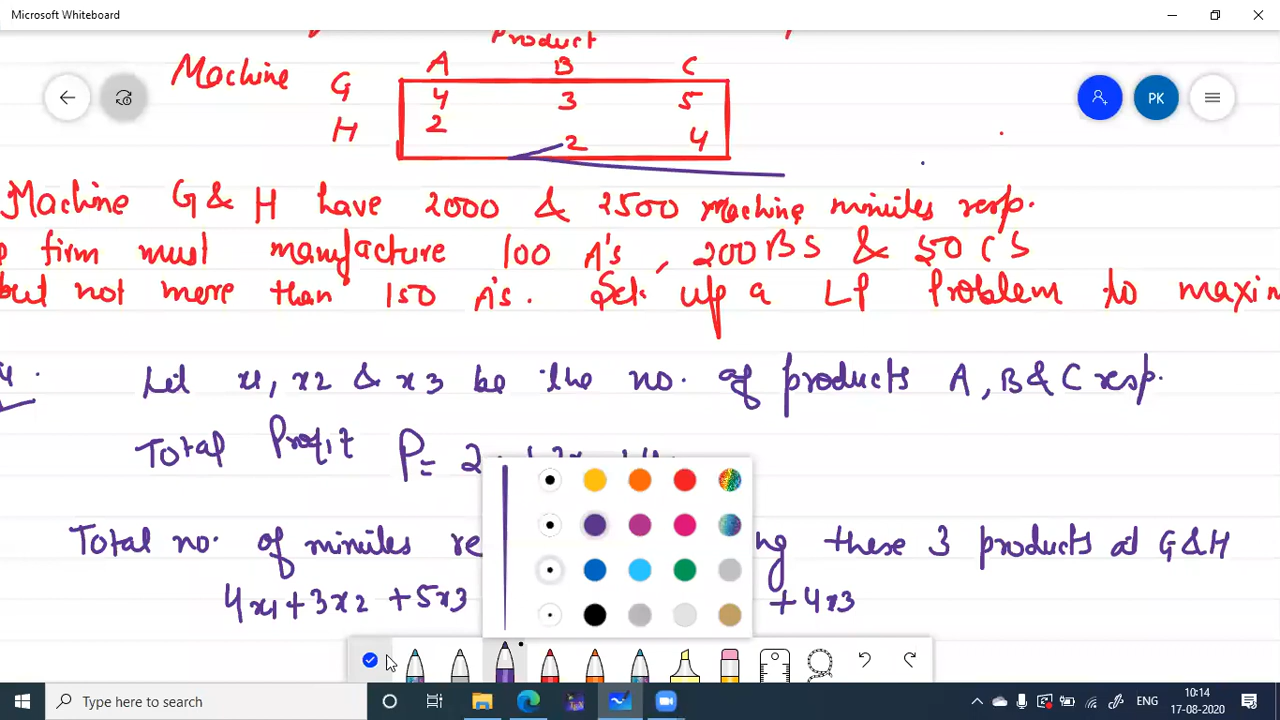 Microsoft Whiteboard
Product
Machine
A B C
G 4 3 5
H 2 2 4
PK
Machine G & H have 2000 & 2500 Machine minutes resp.
firm must manufacture 100 A's, 200 BS & 50 CS
but not more than 150 A's. Set up a LP Problem to maxim
Let x1, x2 & x3 be the no. of products A, B & C resp.
Total Profit P =
Total no. of minutes these 3 products at G & H
4x1 + 3x2 + 5x3 + 4x3
Type here to search
ENG
10:14
17-08-2020